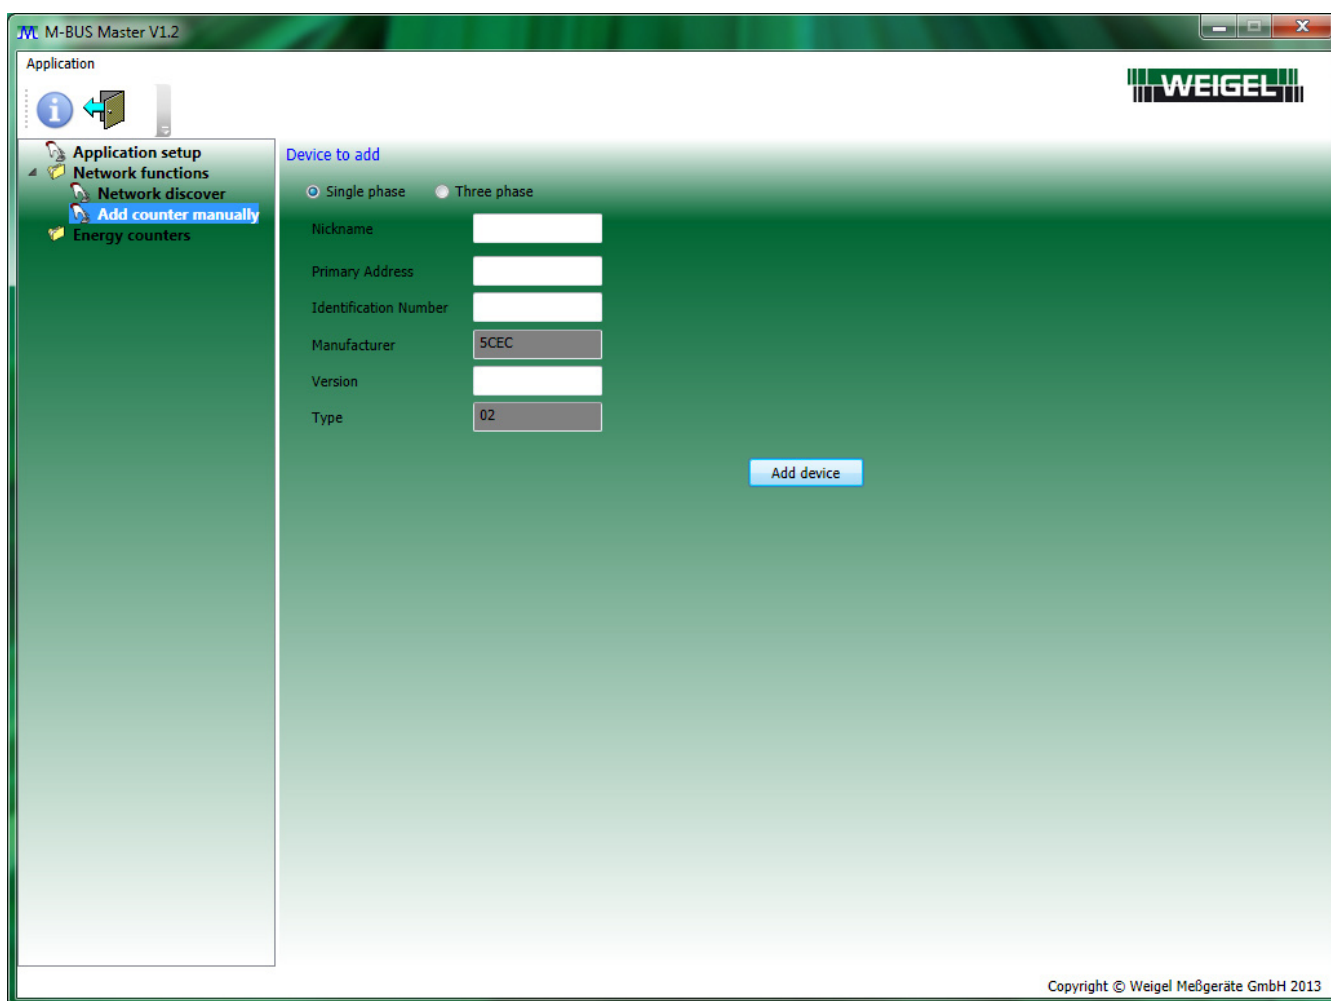 M-BUS Master V1.2
Application
WEIGEL
Application setup
Network functions
Network discover
Add counter manually
Energy counters
Device to add
Single phase Three phase
Nickname
Primary Address
Identification Number
Manufacturer 5CEC
Version
Type 02
Add device
Copyright © Weigel Meßgeräte GmbH 2013